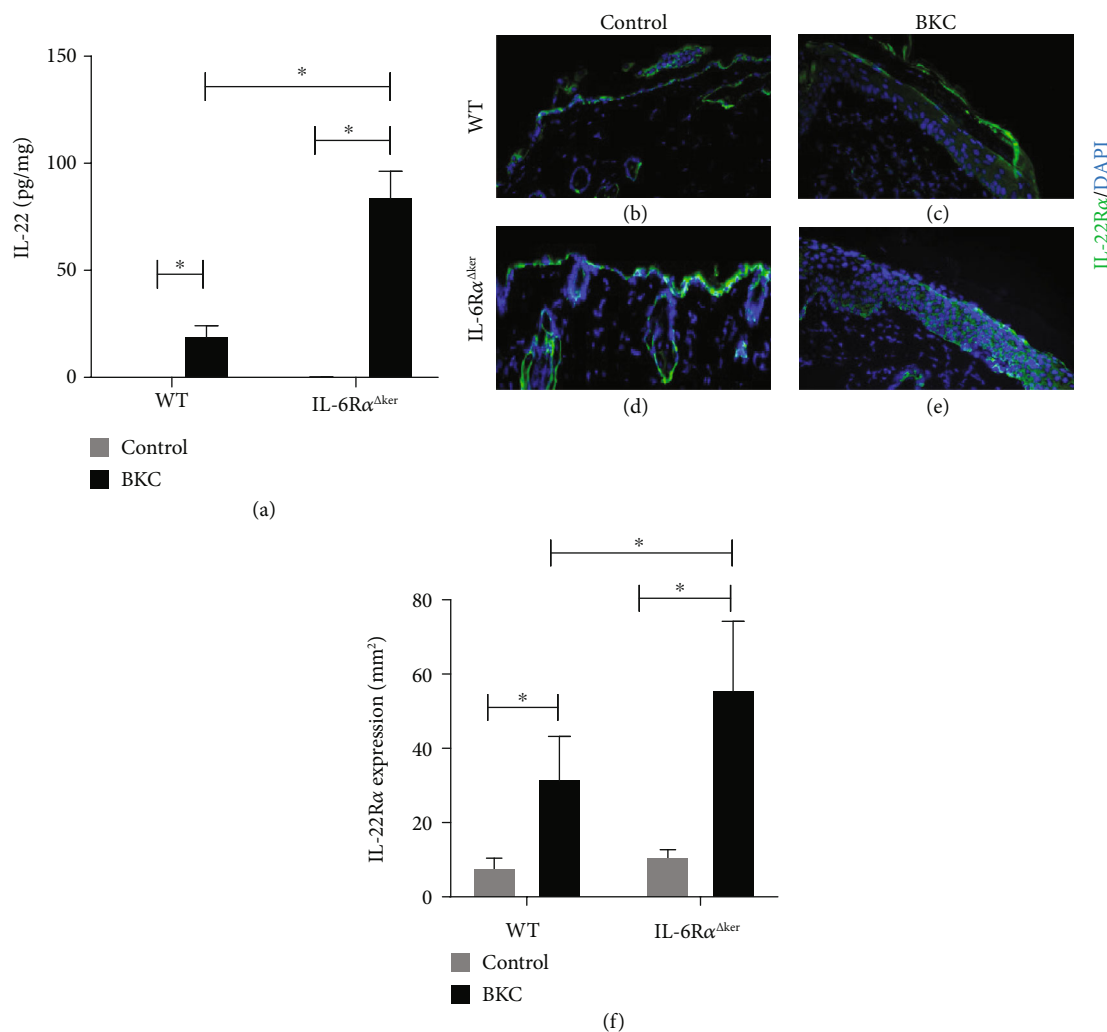 150
100
50
0
IL-22 (pg/mg)
*
*
*
WT
IL-6Rα^Δker
Control
BKC
(a)
Control
BKC
WT
IL-6Rα^Δker
(b)
(c)
(d)
(e)
IL-22Rα/DAPI
80
60
40
20
0
IL-22Rα expression (mm²)
*
*
*
WT
IL-6Rα^Δker
Control
BKC
(f)